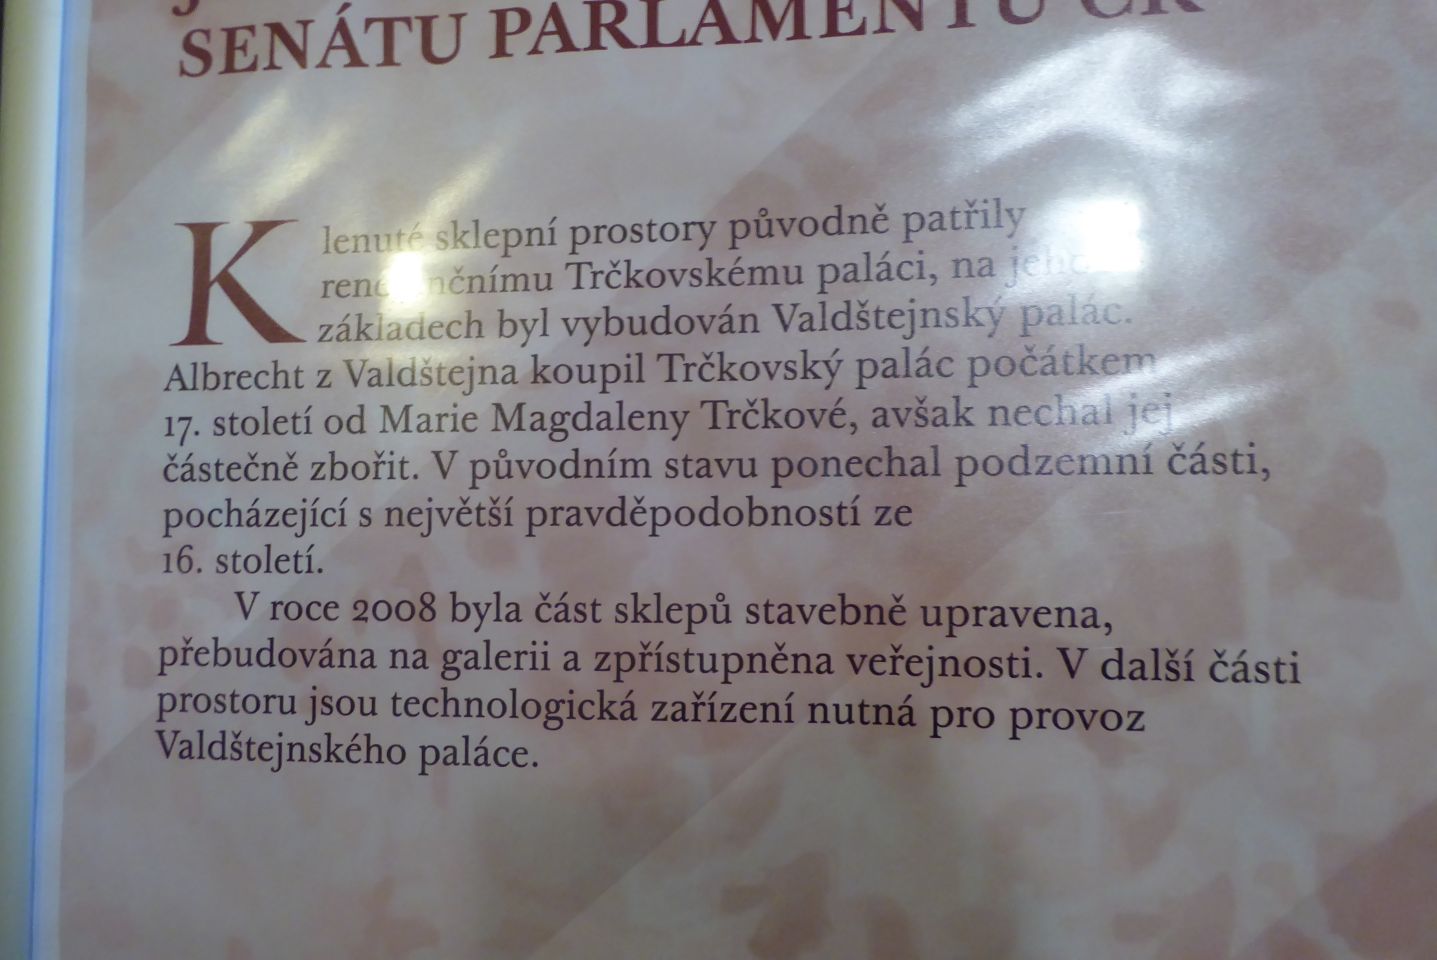 SENÁTU PARLAMENTU ČR
Klenuté sklepní prostory původně patřily
Trčkovskému paláci, na
základech byl vybudován Valdštejnský palác.
Albrecht z Valdštejna koupil Trčkovský palác počátkem
17. století od Marie Magdaleny Trčkové, avšak nechal jej
částečně zbořit. V původním stavu ponechal podzemní části,
pocházející s největší pravděpodobností ze
16. století.
V roce 2008 byla část sklepů stavebně upravena,
přebudována na galerii a zpřístupněna veřejnosti. V další části
prostoru jsou technologická zařízení nutná pro provoz
Valdštejnského paláce.